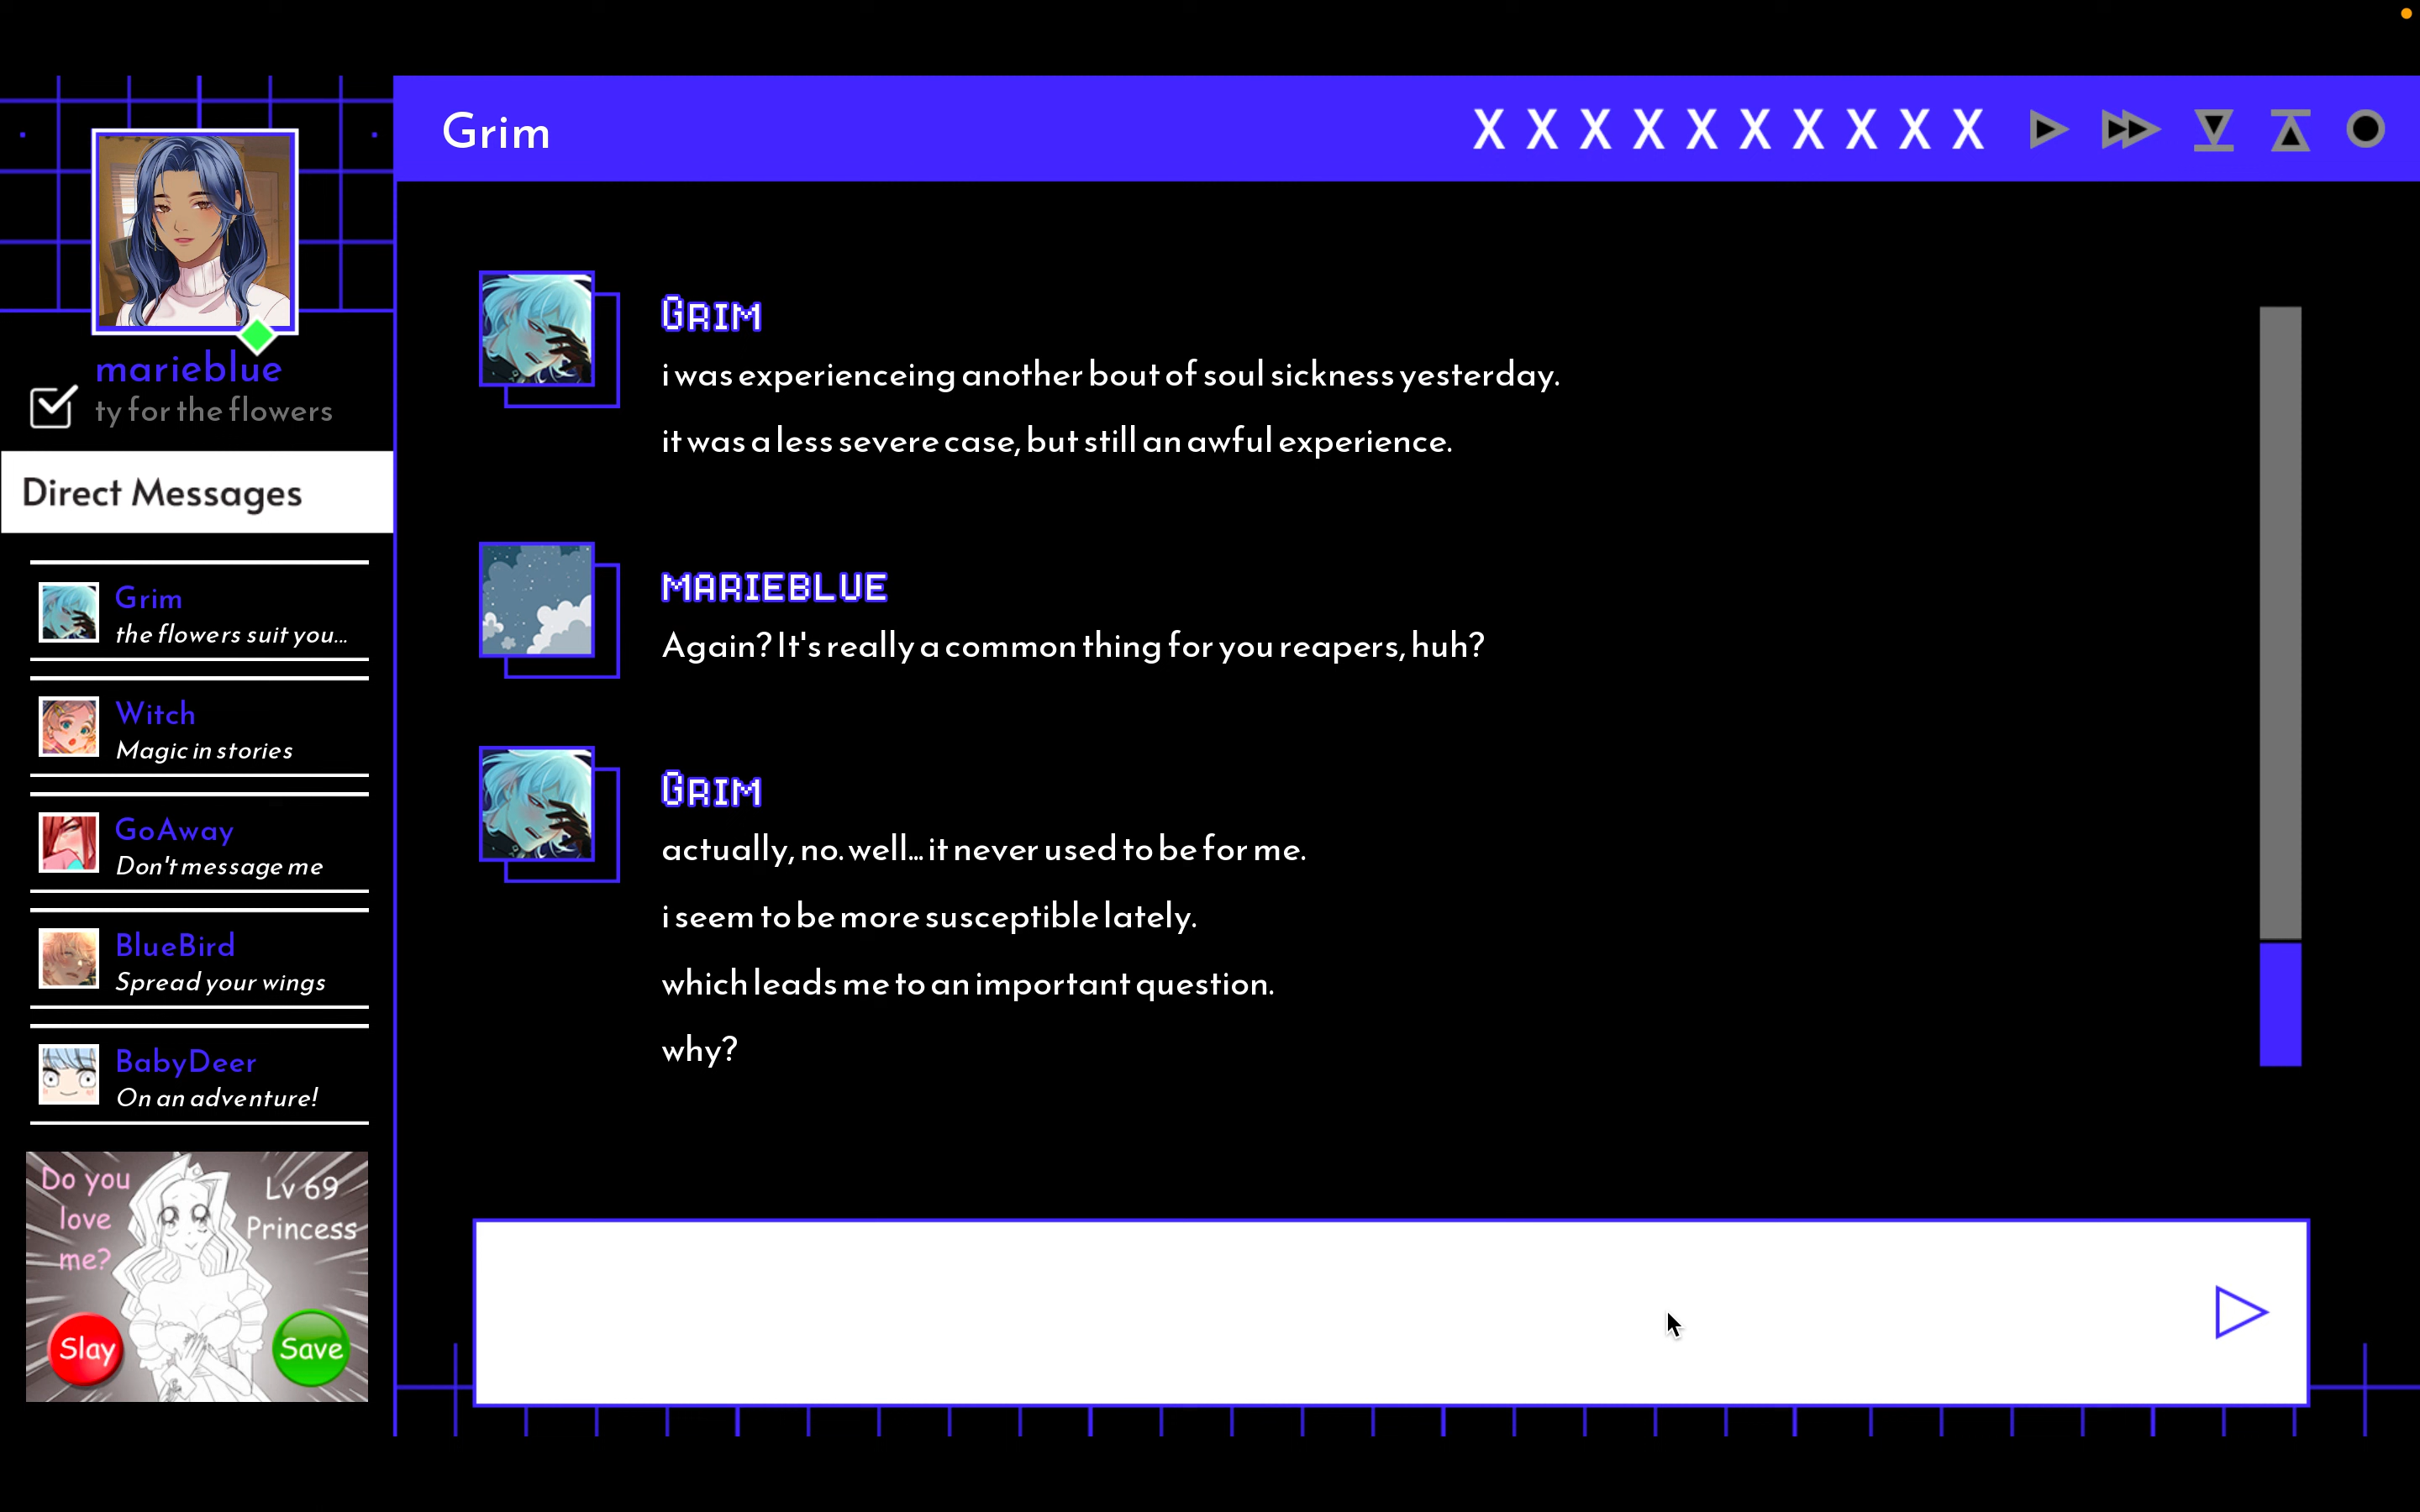 Grim
X X X X X X X X X X
marieblue
ty for the flowers
Direct Messages
Grim
the flowers suit you...
Witch
Magic in stories
GoAway
Don't message me
BlueBird
Spread your wings
BabyDeer
On an adventure!
Do you
love
me?
Lv 69
Princess
Slay
Save
Grim
i was experienceing another bout of soul sickness yesterday.
it was a less severe case, but still an awful experience.
marieblue
Again? It's really a common thing for you reapers, huh?
Grim
actually, no. well... it never used to be for me.
i seem to be more susceptible lately.
which leads me to an important question.
why?